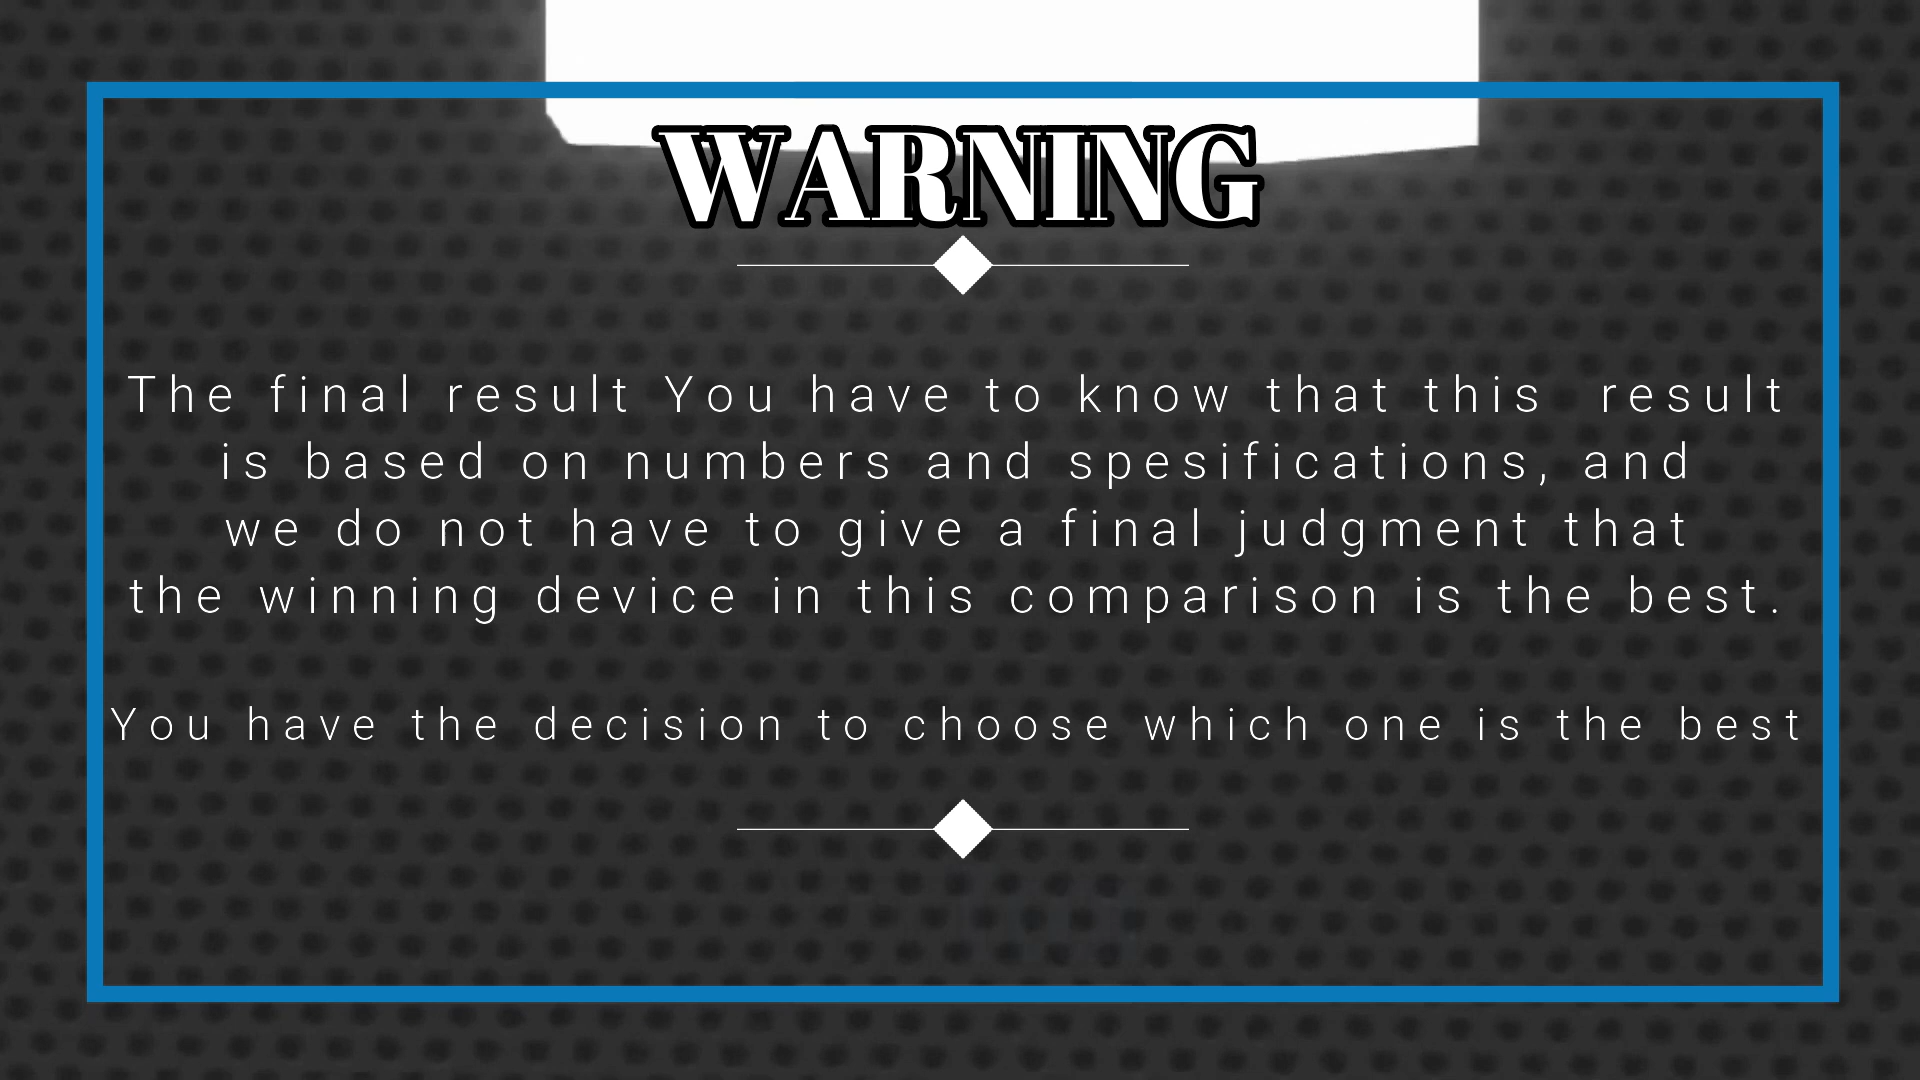 WARNING
The final result You have to know that this result
is based on numbers and spesifications, and
we do not have to give a final judgment that
the winning device in this comparison is the best.
You have the decision to choose which one is the best